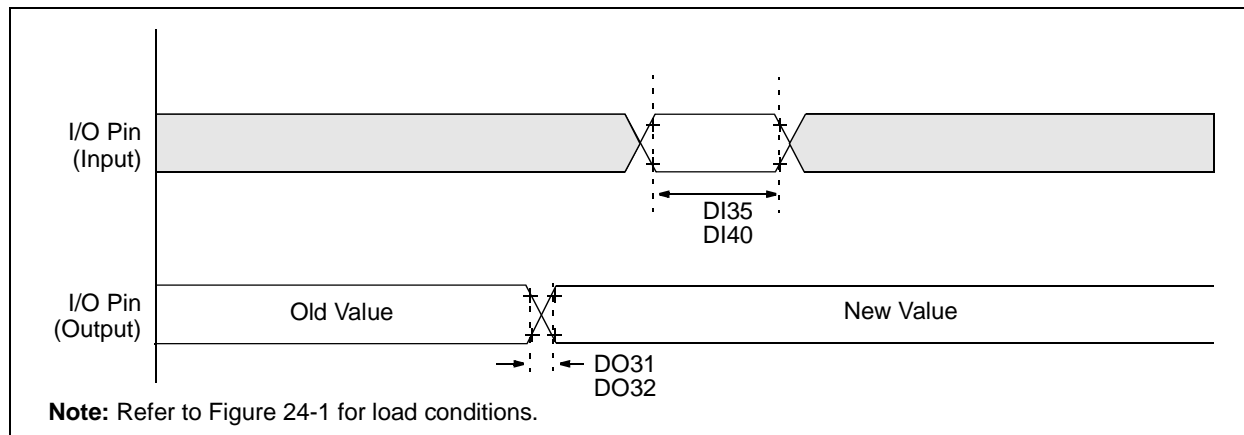 I/O Pin
(Input)
DI35
DI40
I/O Pin
(Output)
Old Value
New Value
DO31
DO32
Note: Refer to Figure 24-1 for load conditions.